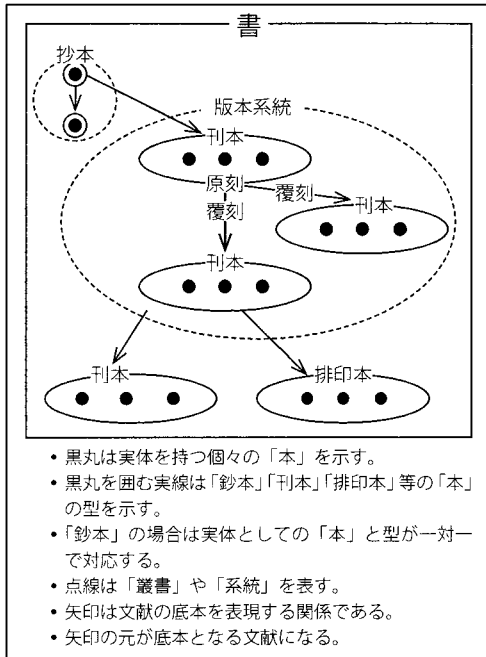 書
抄本
版本系統
刊本
原刻
覆刻
覆刻
刊本
刊本
刊本
排印本
• 黒丸は実体を持つ個々の「本」を示す。
• 黒丸を囲む実線は「鈔本」「刊本」「排印本」等の「本」
の型を示す。
• 「鈔本」の場合は実体としての「本」と型が一対一
で対応する。
• 点線は「叢書」や「系統」を表す。
• 矢印は文献の底本を表現する関係である。
• 矢印の元が底本となる文献になる。